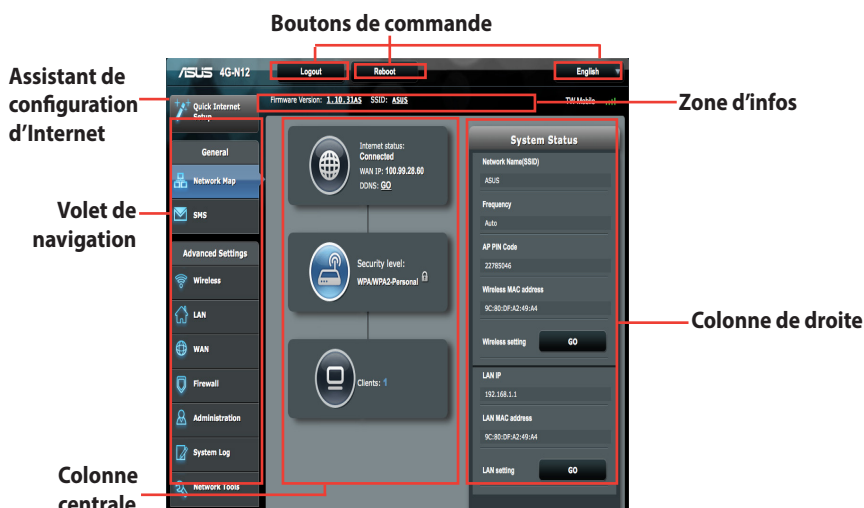 Boutons de commande
Assistant de
configuration
d'Internet
Zone d'infos
Volet de
navigation
Colonne de droite
Colonne
centrale
ASUS 4G-N12
Logout
Reboot
English
Firmware Version: 1.10.31AS SSID: ASUS
TW Mobile
Quick Internet
Setup
General
Network Map
SMS
Advanced Settings
Wireless
LAN
WAN
Firewall
Administration
System Log
Network Tools
Internet status:
Connected
WAN IP: 100.99.28.60
DDNS: GO
Security level:
WPA/WPA2-Personal
Clients: 1
System Status
Network Name(SSID)
ASUS
Frequency
Auto
AP PIN Code
22785046
Wireless MAC address
9C:80:DF:A2:49:A4
Wireless setting GO
LAN IP
192.168.1.1
LAN MAC address
9C:80:DF:A2:49:A4
LAN setting GO